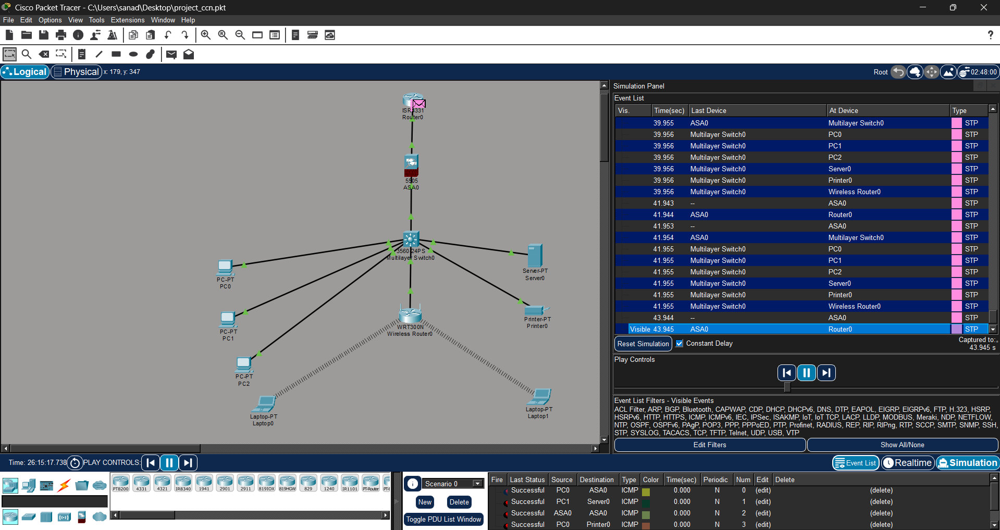 Cisco Packet Tracer - C:\Users\sanad\Desktop\project_ccn.pkt
File Edit Options View Tools Extensions Window Help
?
Logical Physical x: 179, y: 347 Root 02:48:00
ISR4331
Router0
5505
ASA0
3560-24PS
Multilayer Switch0
Server-PT
Server0
PC-PT
PC0
PC-PT
PC1
Printer-PT
Printer0
WRT300N
Wireless Router0
PC-PT
PC2
Laptop-PT
Laptop0
Laptop-PT
Laptop1
Simulation Panel
Event List
Vis. Time(sec) Last Device At Device Type
39.955 ASA0 Multilayer Switch0 STP
39.956 Multilayer Switch0 PC0 STP
39.956 Multilayer Switch0 PC1 STP
39.956 Multilayer Switch0 PC2 STP
39.956 Multilayer Switch0 Server0 STP
39.956 Multilayer Switch0 Printer0 STP
39.956 Multilayer Switch0 Wireless Router0 STP
41.943 -- ASA0 STP
41.944 ASA0 Router0 STP
41.953 -- ASA0 STP
41.954 ASA0 Multilayer Switch0 STP
41.955 Multilayer Switch0 PC0 STP
41.955 Multilayer Switch0 PC1 STP
41.955 Multilayer Switch0 PC2 STP
41.955 Multilayer Switch0 Server0 STP
41.955 Multilayer Switch0 Printer0 STP
41.955 Multilayer Switch0 Wireless Router0 STP
43.944 -- ASA0 STP
Visible 43.945 ASA0 Router0 STP
Reset Simulation Constant Delay Captured to:
43.945 s
Play Controls
Event List Filters - Visible Events
ACL Filter, ARP, BGP, Bluetooth, CAPWAP, CDP, DHCP, DHCPv6, DNS, DTP, EAPOL, EIGRP, EIGRPv6, FTP, H.323, HSRP,
HSRPv6, HTTP, HTTPS, ICMP, ICMPv6, IEC, IPSec, ISAKMP, IoT, IoT TCP, LACP, LLDP, MODBUS, Meraki, NDP, NETFLOW,
NTP, OSPF, OSPFv6, PAgP, POP3, PPP, PPPoED, PTP, Profinet, RADIUS, REP, RIP, RIPng, RTP, SCCP, SMTP, SNMP, SSH,
STP, SYSLOG, TACACS, TCP, TFTP, Telnet, UDP, USB, VTP
Edit Filters Show All/None
Time: 26:15:17.738 PLAY CONTROLS: Event List Realtime Simulation
PT8200 4331 4321 IR8340 1941 2901 2911 819IOX 819HGW 829 1240 IR1101 PT-Router
Scenario 0
New Delete
Toggle PDU List Window
Fire Last Status Source Destination Type Color Time(sec) Periodic Num Edit Delete
Successful PC0 ASA0 ICMP 0.000 N 0 (edit) (delete)
Successful PC1 Server0 ICMP 0.000 N 1 (edit) (delete)
Successful ASA0 ASA0 ICMP 0.000 N 2 (edit) (delete)
Successful PC0 Printer0 ICMP 0.000 N 3 (edit) (delete)